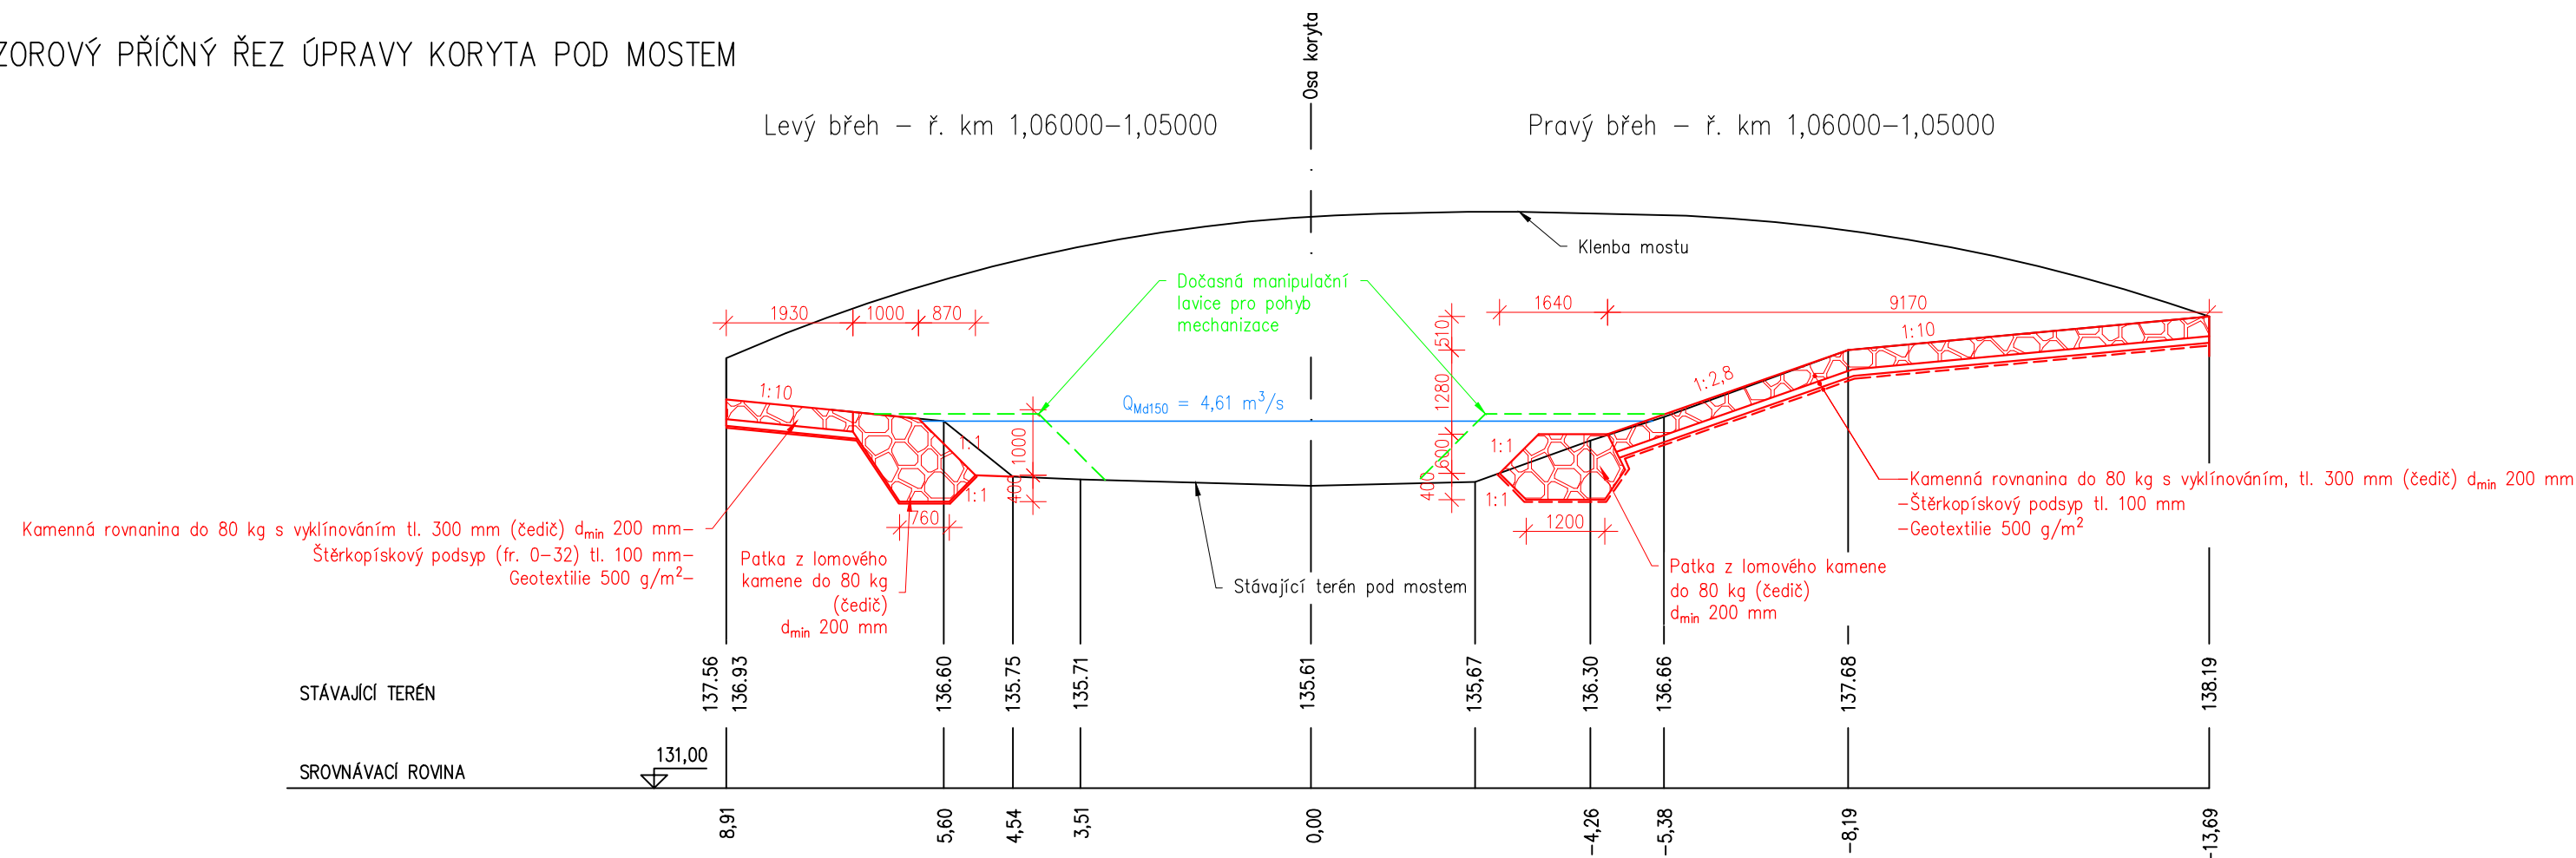 ZOROVÝ PŘÍČNÝ ŘEZ ÚPRAVY KORYTA POD MOSTEM
Osa koryta
Levý břeh – ř. km 1,06000–1,05000
Pravý břeh – ř. km 1,06000–1,05000
Klenba mostu
Dočasná manipulační
lavice pro pohyb
mechanizace
1930
1000
870
1640
9170
510
1280
600
400
1:10
1:10
1:2,8
QMd150 = 4,61 m³/s
1:1
1:1
1000
400
1:1
1:1
760
1200
Kamenná rovnanina do 80 kg s vyklínováním tl. 300 mm (čedič) dmin 200 mm–
Štěrkopískový podsyp (fr. 0–32) tl. 100 mm–
Geotextilie 500 g/m²–
Patka z lomového
kamene do 80 kg
(čedič)
dmin 200 mm
Stávající terén pod mostem
–Kamenná rovnanina do 80 kg s vyklínováním, tl. 300 mm (čedič) dmin 200 mm
–Štěrkopískový podsyp tl. 100 mm
–Geotextilie 500 g/m²
Patka z lomového kamene
do 80 kg (čedič)
dmin 200 mm
STÁVAJÍCÍ TERÉN
137.56
136.93
136.60
135.75
135.71
135.61
135,67
136.30
136.66
137.68
138.19
131,00
SROVNÁVACÍ ROVINA
8,91
5,60
4,54
3,51
0,00
–4,26
–5,38
–8,19
–13,69